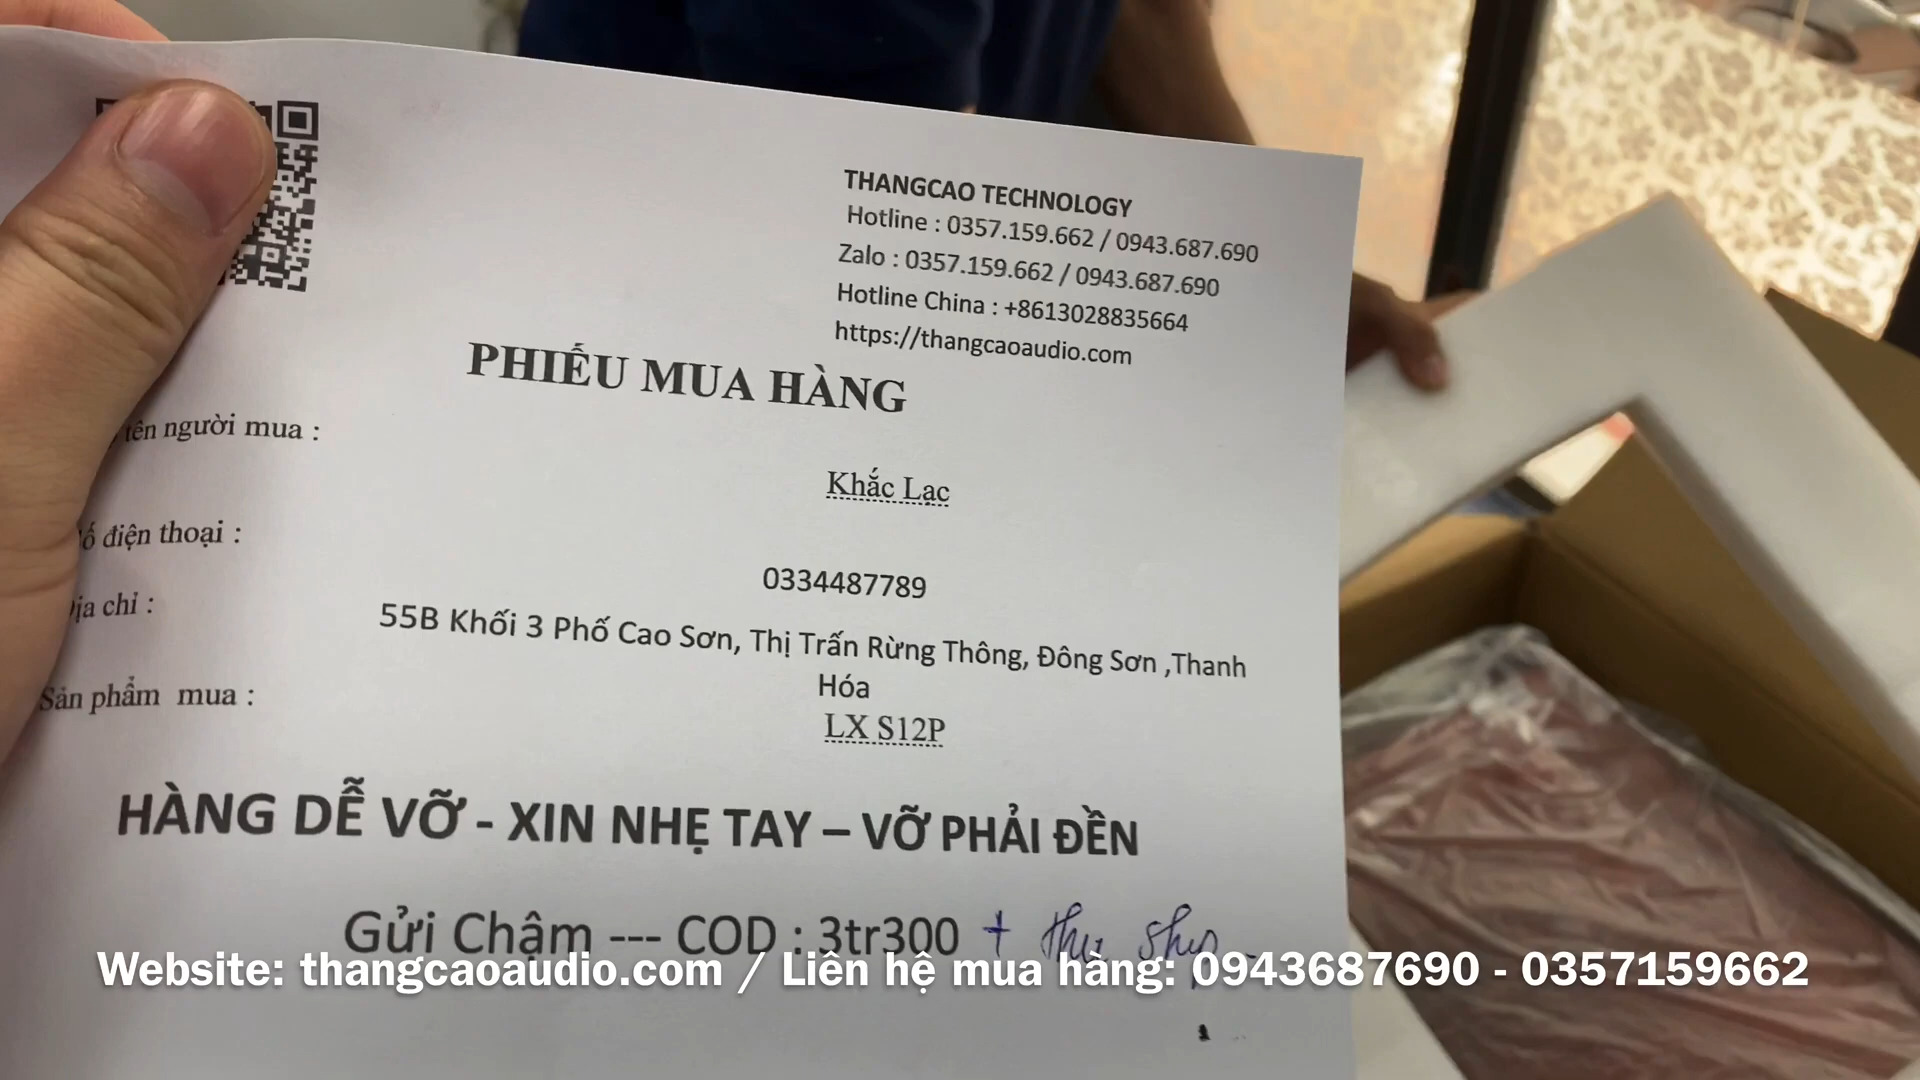 THANGCAO TECHNOLOGY
Hotline : 0357.159.662 / 0943.687.690
Zalo : 0357.159.662 / 0943.687.690
Hotline China : +8613028835664
https://thangcaoaudio.com
PHIẾU MUA HÀNG
tên người mua :
Khắc Lạc
ố điện thoại :
0334487789
ịa chỉ :
55B Khối 3 Phố Cao Sơn, Thị Trấn Rừng Thông, Đông Sơn ,Thanh
Hóa
Sản phẩm mua :
LX S12P
HÀNG DỄ VỠ - XIN NHẸ TAY – VỠ PHẢI ĐỀN
Gửi Chậm --- COD : 3tr300 + thu ship
Website: thangcaoaudio.com / Liên hệ mua hàng: 0943687690 - 0357159662